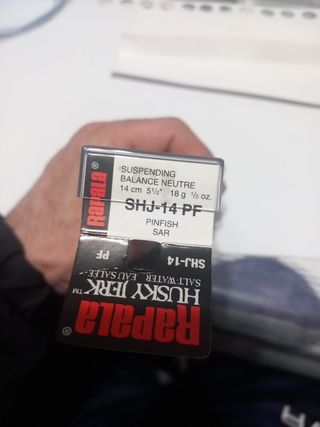 Rapala®
SUSPENDING
BALANCE NEUTRE
14 cm 5½" 18 g ½ oz.
SHJ-14 PF
PINFISH
SAR
SHJ-14
PF
SALT-WATER EAU SALÉE
HUSKY JERK™
Rapala®